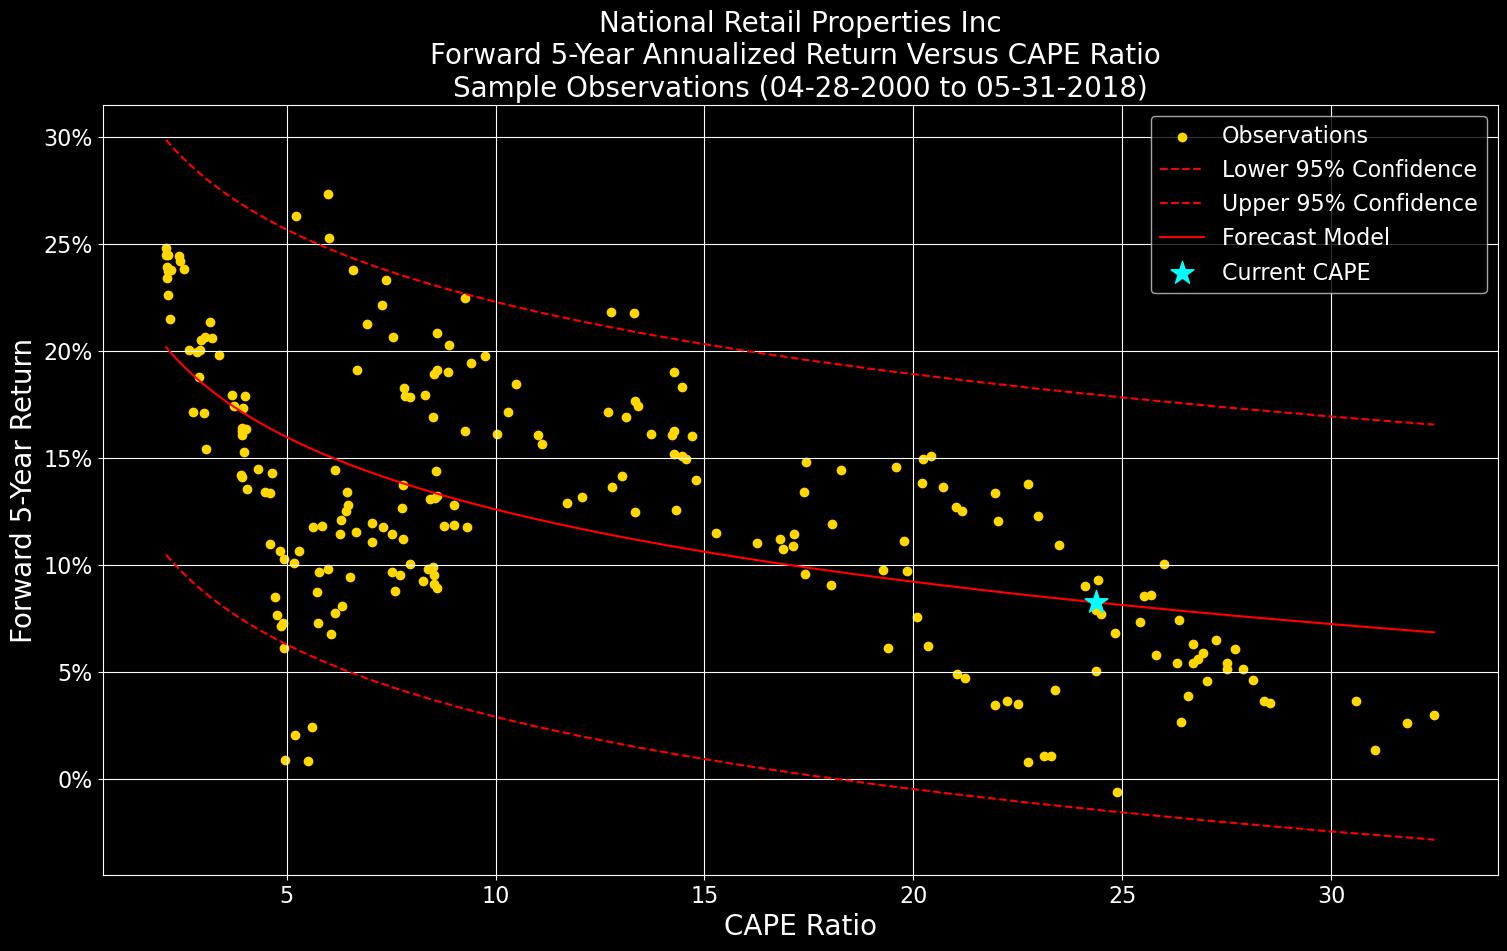 National Retail Properties Inc
Forward 5-Year Annualized Return Versus CAPE Ratio
Sample Observations (04-28-2000 to 05-31-2018)
Observations
Lower 95% Confidence
Upper 95% Confidence
Forecast Model
Current CAPE
Forward 5-Year Return
30%
25%
20%
15%
10%
5%
0%
5 10 15 20 25 30
CAPE Ratio